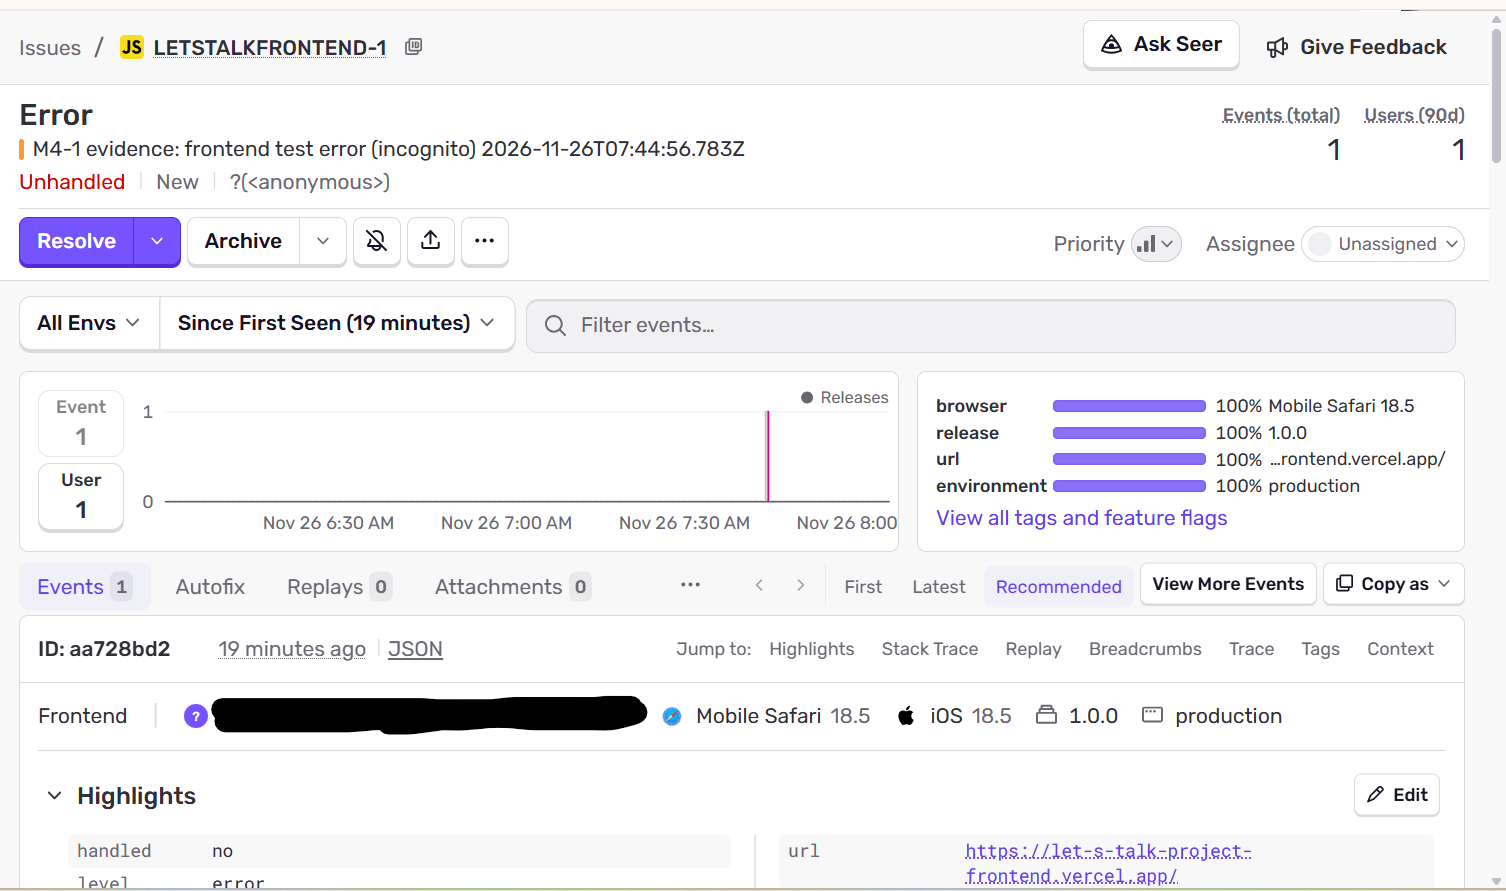 Issues / JS LETSTALKFRONTEND-1 ID
Ask Seer
Give Feedback
Error
Events (total) Users (90d)
M4-1 evidence: frontend test error (incognito) 2026-11-26T07:44:56.783Z
1 1
Unhandled New ?(<anonymous>)
Resolve Archive
Priority Assignee Unassigned
All Envs Since First Seen (19 minutes) Filter events…
Event
1
User
1
1
0
Releases
Nov 26 6:30 AM Nov 26 7:00 AM Nov 26 7:30 AM Nov 26 8:00
browser 100% Mobile Safari 18.5
release 100% 1.0.0
url 100% …rontend.vercel.app/
environment 100% production
View all tags and feature flags
Events 1 Autofix Replays 0 Attachments 0 ··· < > First Latest Recommended View More Events Copy as
ID: aa728bd2 19 minutes ago JSON
Jump to: Highlights Stack Trace Replay Breadcrumbs Trace Tags Context
Frontend ? Mobile Safari 18.5 iOS 18.5 1.0.0 production
Highlights
Edit
handled no
level error
url https://let-s-talk-project-
frontend.vercel.app/